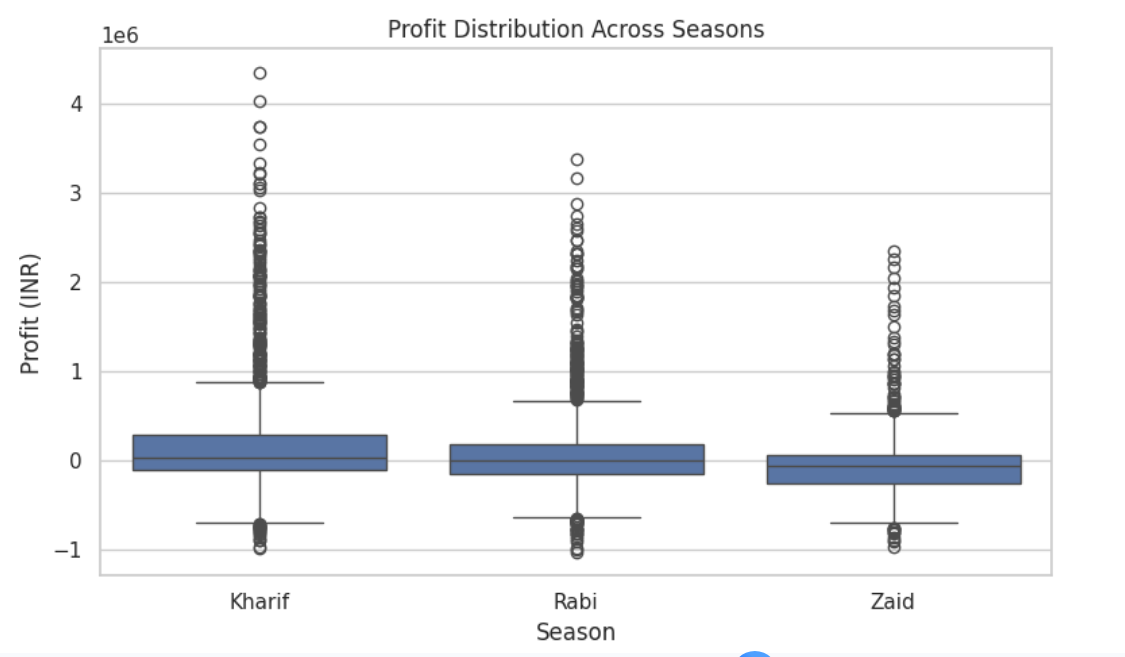 Profit Distribution Across Seasons
1e6
4
3
2
1
0
−1
Profit (INR)
Kharif
Rabi
Zaid
Season